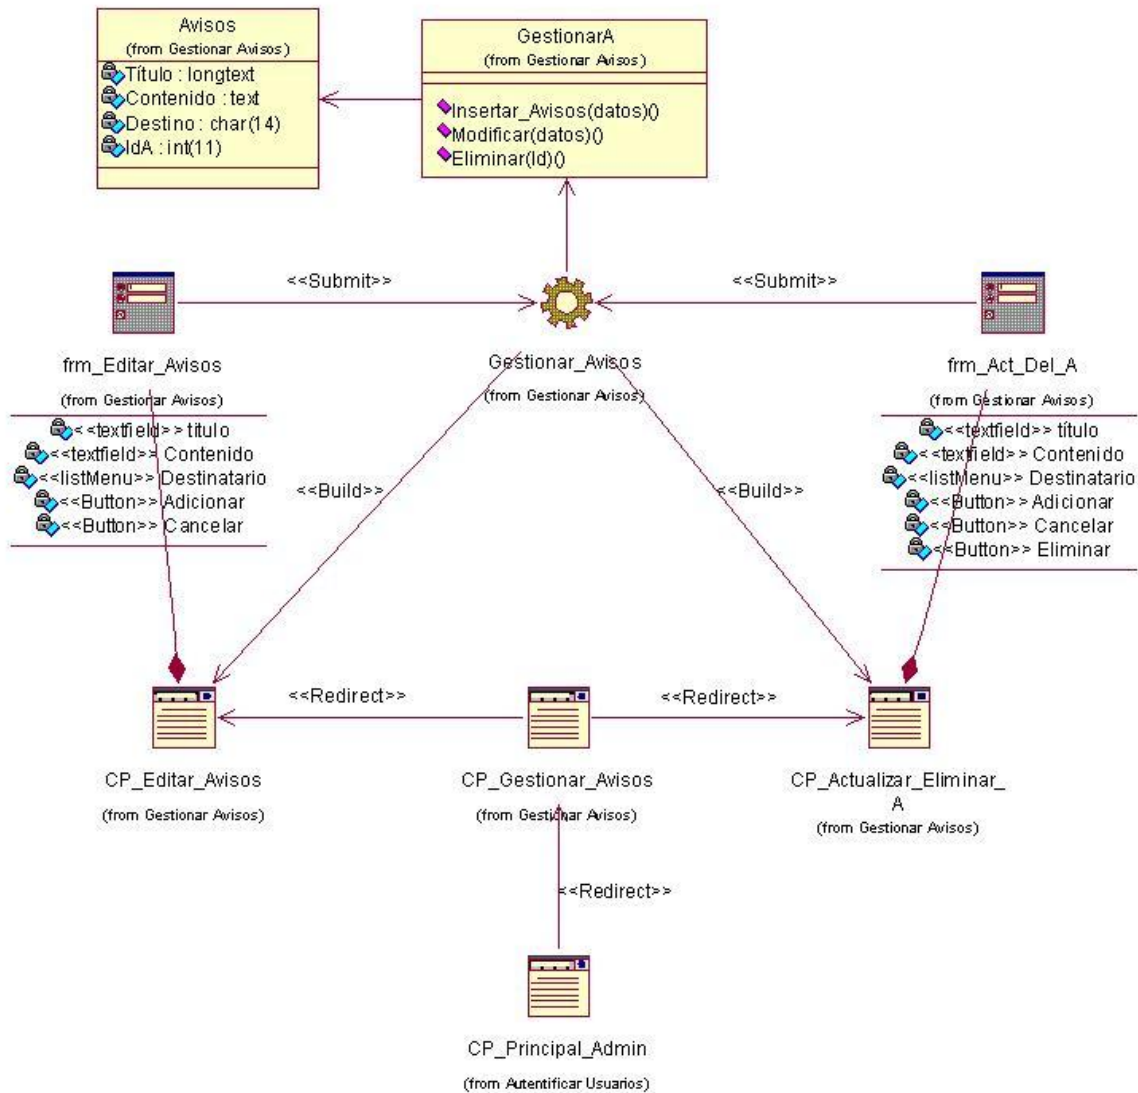 Avisos
(from Gestionar Avisos)
Título : longtext
Contenido : text
Destino : char(14)
IdA : int(11)
GestionarA
(from Gestionar Avisos)
Insertar_Avisos(datos)()
Modificar(datos)()
Eliminar(Id)()
<<Submit>>
<<Submit>>
frm_Editar_Avisos
(from Gestionar Avisos)
<<textfield>> título
<<textfield>> Contenido
<<listMenu>> Destinatario
<<Button>> Adicionar
<<Button>> Cancelar
Gestionar_Avisos
(from Gestionar Avisos)
frm_Act_Del_A
(from Gestionar Avisos)
<<textfield>> título
<<textfield>> Contenido
<<listMenu>> Destinatario
<<Button>> Adicionar
<<Button>> Cancelar
<<Button>> Eliminar
<<Build>>
<<Build>>
<<Redirect>>
<<Redirect>>
CP_Editar_Avisos
(from Gestionar Avisos)
CP_Gestionar_Avisos
(from Gestionar Avisos)
CP_Actualizar_Eliminar_
A
(from Gestionar Avisos)
<<Redirect>>
CP_Principal_Admin
(from Autentificar Usuarios)